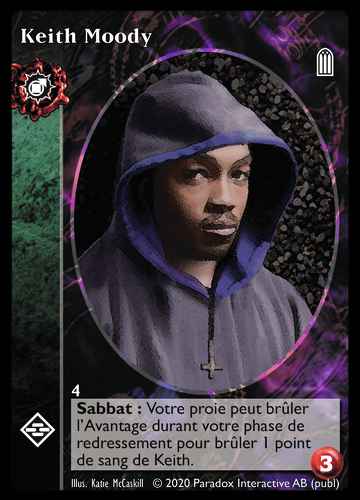 Keith Moody
4
Sabbat : Votre proie peut brûler
l'Avantage durant votre phase de
redressement pour brûler 1 point
de sang de Keith.
3
Illus. Katie McCaskill © 2020 Paradox Interactive AB (publ)